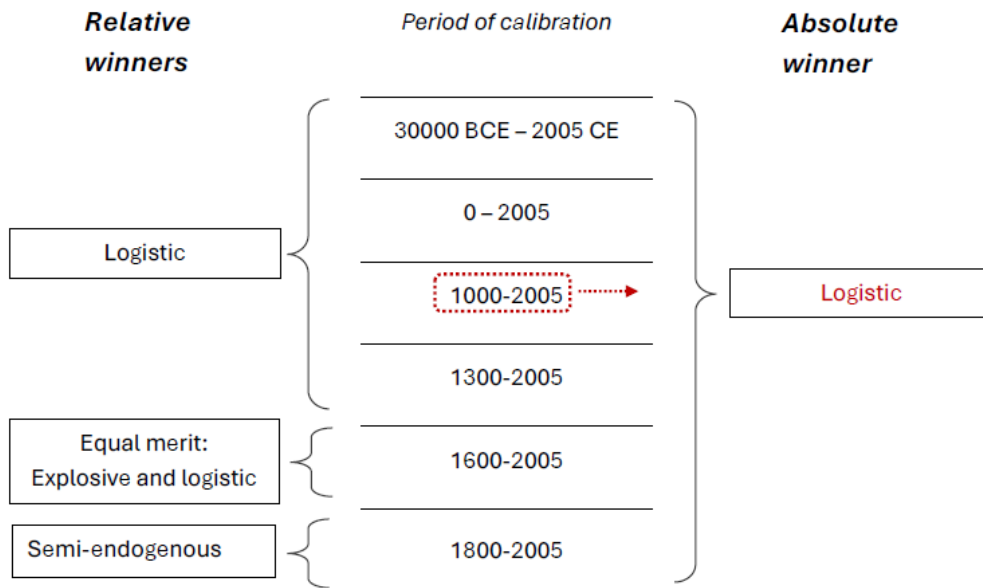 Relative
winners
Period of calibration
Absolute
winner
30000 BCE – 2005 CE
0 – 2005
Logistic
1000-2005
Logistic
1300-2005
Equal merit:
Explosive and logistic
1600-2005
Semi-endogenous
1800-2005